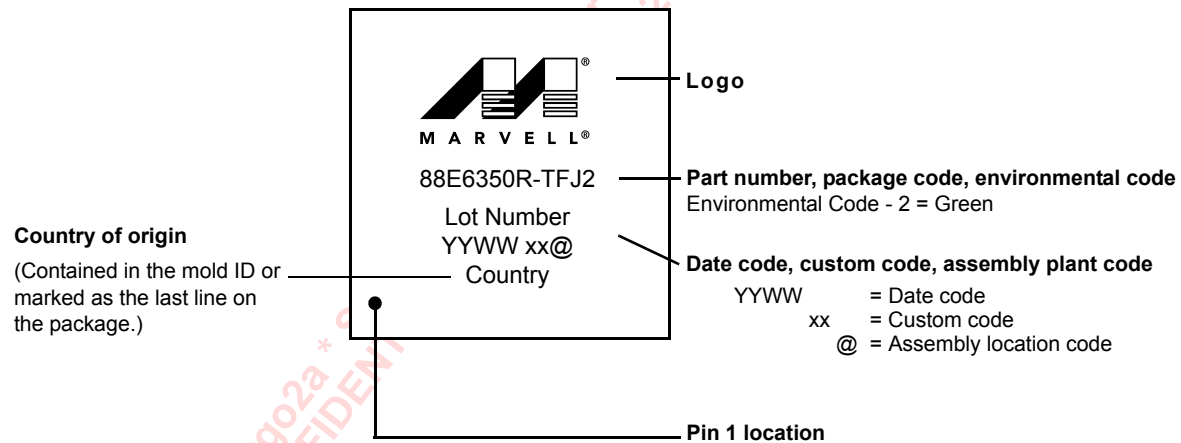 ®
MARVELL®
Logo
88E6350R-TFJ2
Part number, package code, environmental code
Environmental Code - 2 = Green
Lot Number
YYWW xx@
Country
Country of origin
(Contained in the mold ID or
marked as the last line on
the package.)
Date code, custom code, assembly plant code
YYWW = Date code
xx = Custom code
@ = Assembly location code
Pin 1 location